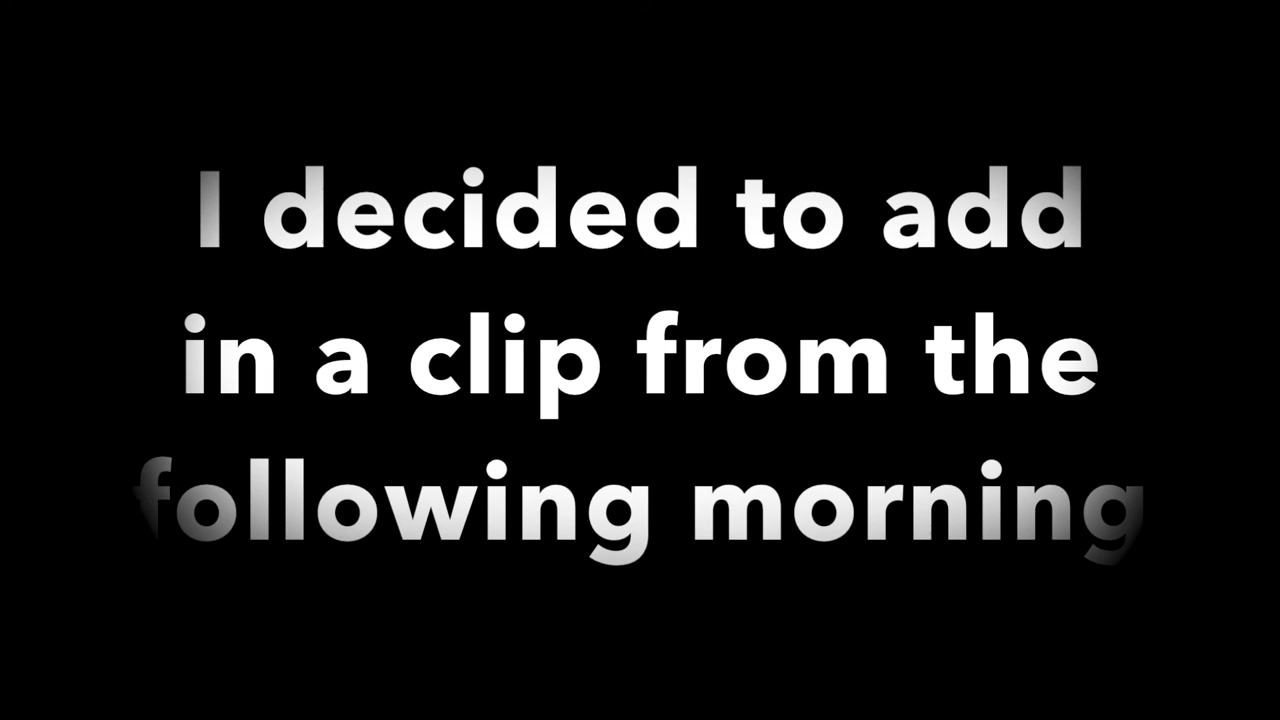 I decided to add
in a clip from the
following morning